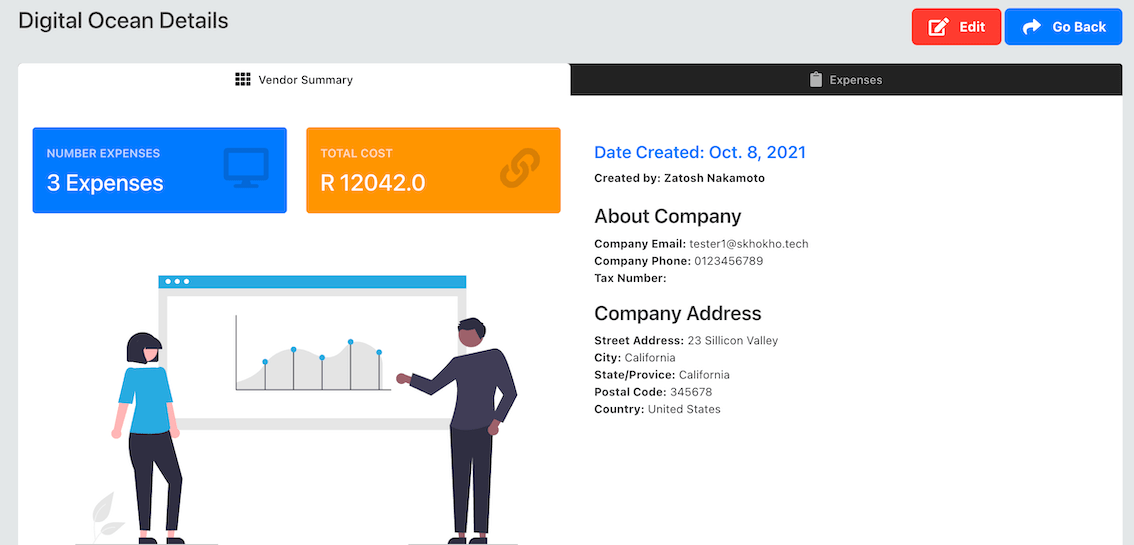 Digital Ocean Details
Edit
Go Back
Vendor Summary
Expenses
NUMBER EXPENSES
3 Expenses
TOTAL COST
R 12042.0
Date Created: Oct. 8, 2021
Created by: Zatosh Nakamoto
About Company
Company Email: tester1@skhokho.tech
Company Phone: 0123456789
Tax Number:
Company Address
Street Address: 23 Sillicon Valley
City: California
State/Provice: California
Postal Code: 345678
Country: United States